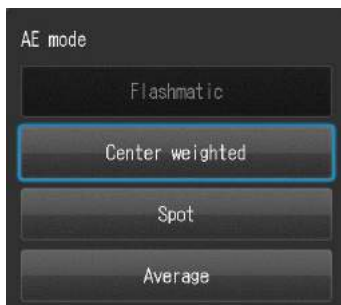 AE mode
Flashmatic
Center weighted
Spot
Average